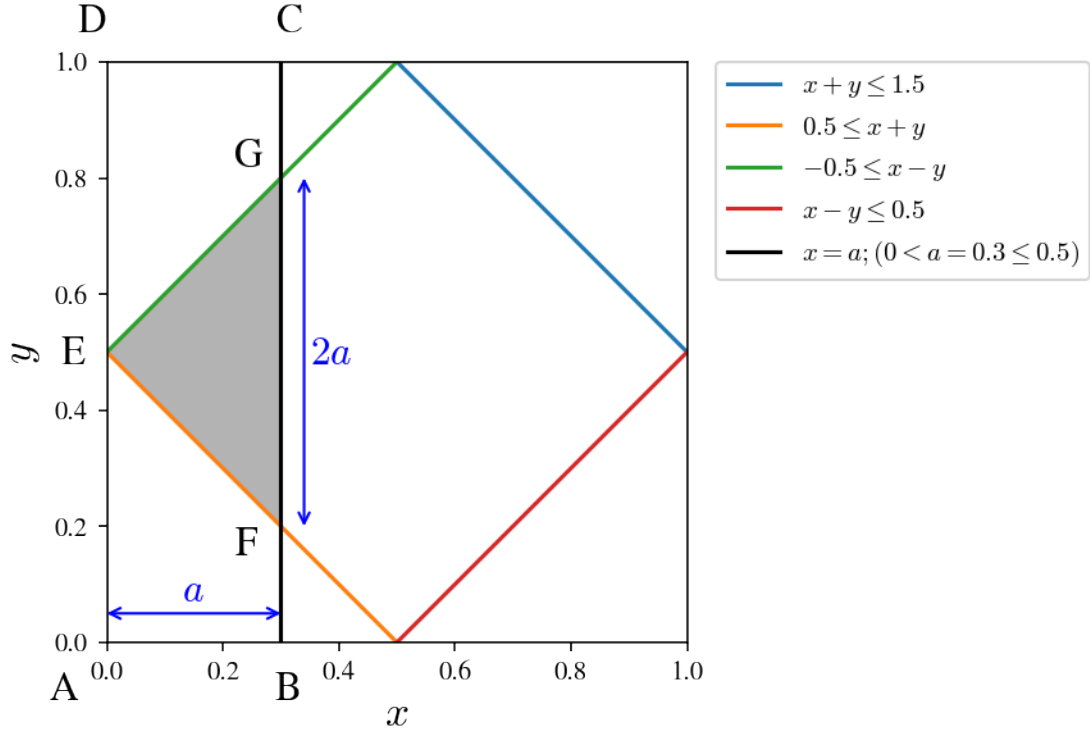 D
C
1.0
0.8
0.6
0.4
0.2
0.0
y
G
E
F
2a
a
0.0
0.2
0.4
0.6
0.8
1.0
A
B
x
x + y ≤ 1.5
0.5 ≤ x + y
−0.5 ≤ x − y
x − y ≤ 0.5
x = a; (0 < a = 0.3 ≤ 0.5)